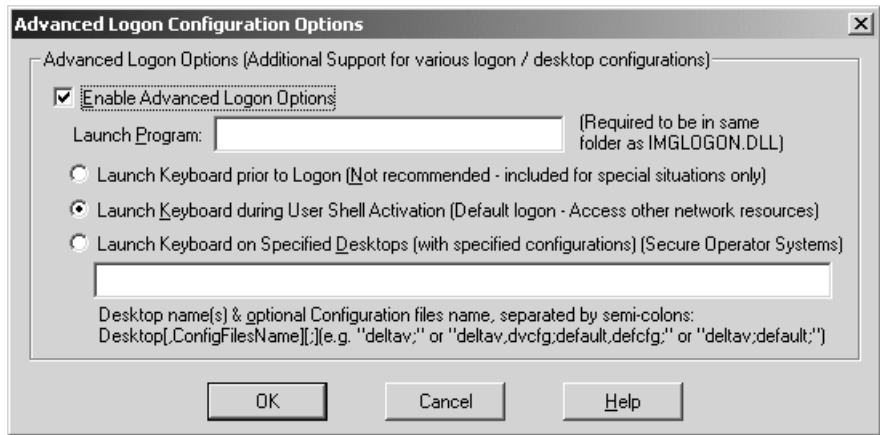 Advanced Logon Configuration Options
Advanced Logon Options (Additional Support for various logon / desktop configurations)
Enable Advanced Logon Options
Launch Program:
(Required to be in same
folder as IMGLOGON.DLL)
Launch Keyboard prior to Logon (Not recommended - included for special situations only)
Launch Keyboard during User Shell Activation (Default logon - Access other network resources)
Launch Keyboard on Specified Desktops (with specified configurations) (Secure Operator Systems)
Desktop name(s) & optional Configuration files name, separated by semi-colons:
Desktop[,ConfigFilesName][;](e.g. "deltav;" or "deltav,dvcfg;default,defcfg;" or "deltav;default;")
OK Cancel Help